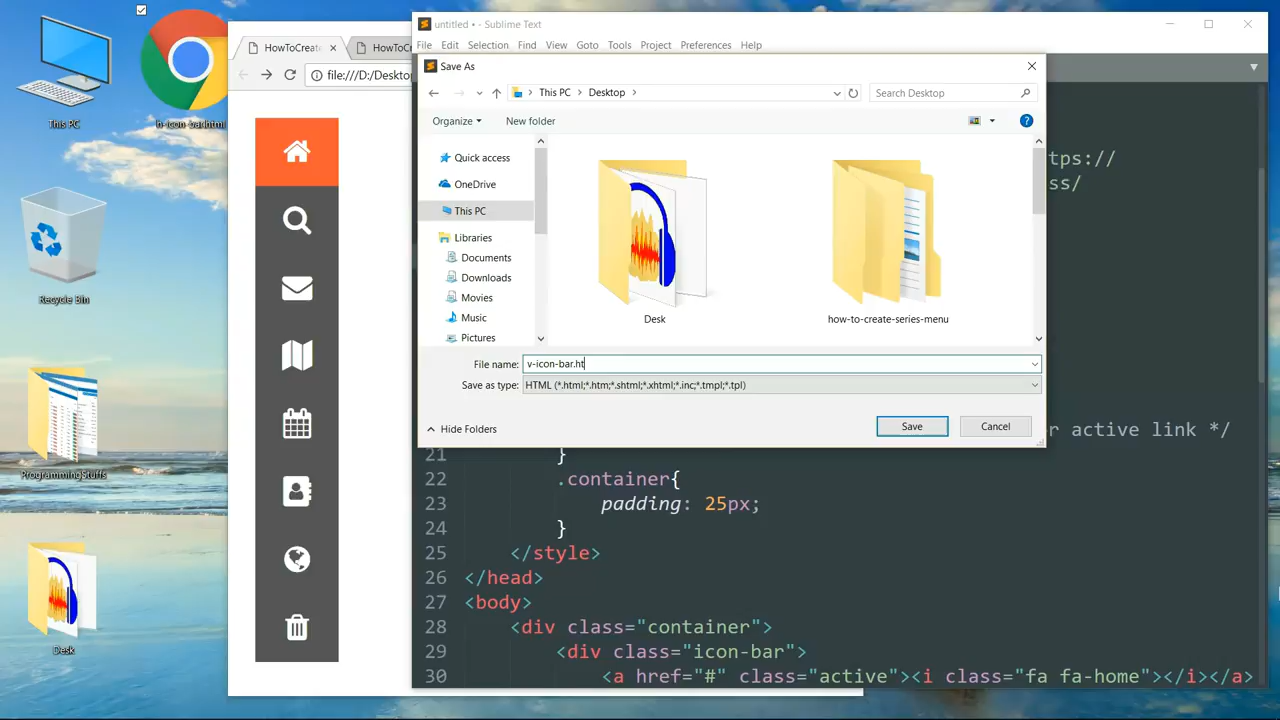 This PC
h-icon-bar.html
Recycle Bin
ProgrammingStuffs
Desk
HowToCreate
HowToCr
file:///D:/Desktop
untitled • - Sublime Text
File Edit Selection Find View Goto Tools Project Preferences Help
Save As
This PC > Desktop >
Search Desktop
Organize
New folder
Quick access
OneDrive
This PC
Libraries
Documents
Downloads
Movies
Music
Pictures
Desk
how-to-create-series-menu
File name: v-icon-bar.ht
Save as type: HTML (*.html;*.htm;*.shtml;*.xhtml;*.inc;*.tmpl;*.tpl)
Hide Folders
Save
Cancel
tps://
ss/
r active link */
21 }
22 .container{
23 padding: 25px;
24 }
25 </style>
26 </head>
27 <body>
28 <div class="container">
29 <div class="icon-bar">
30 <a href="#" class="active"><i class="fa fa-home"></i></a>